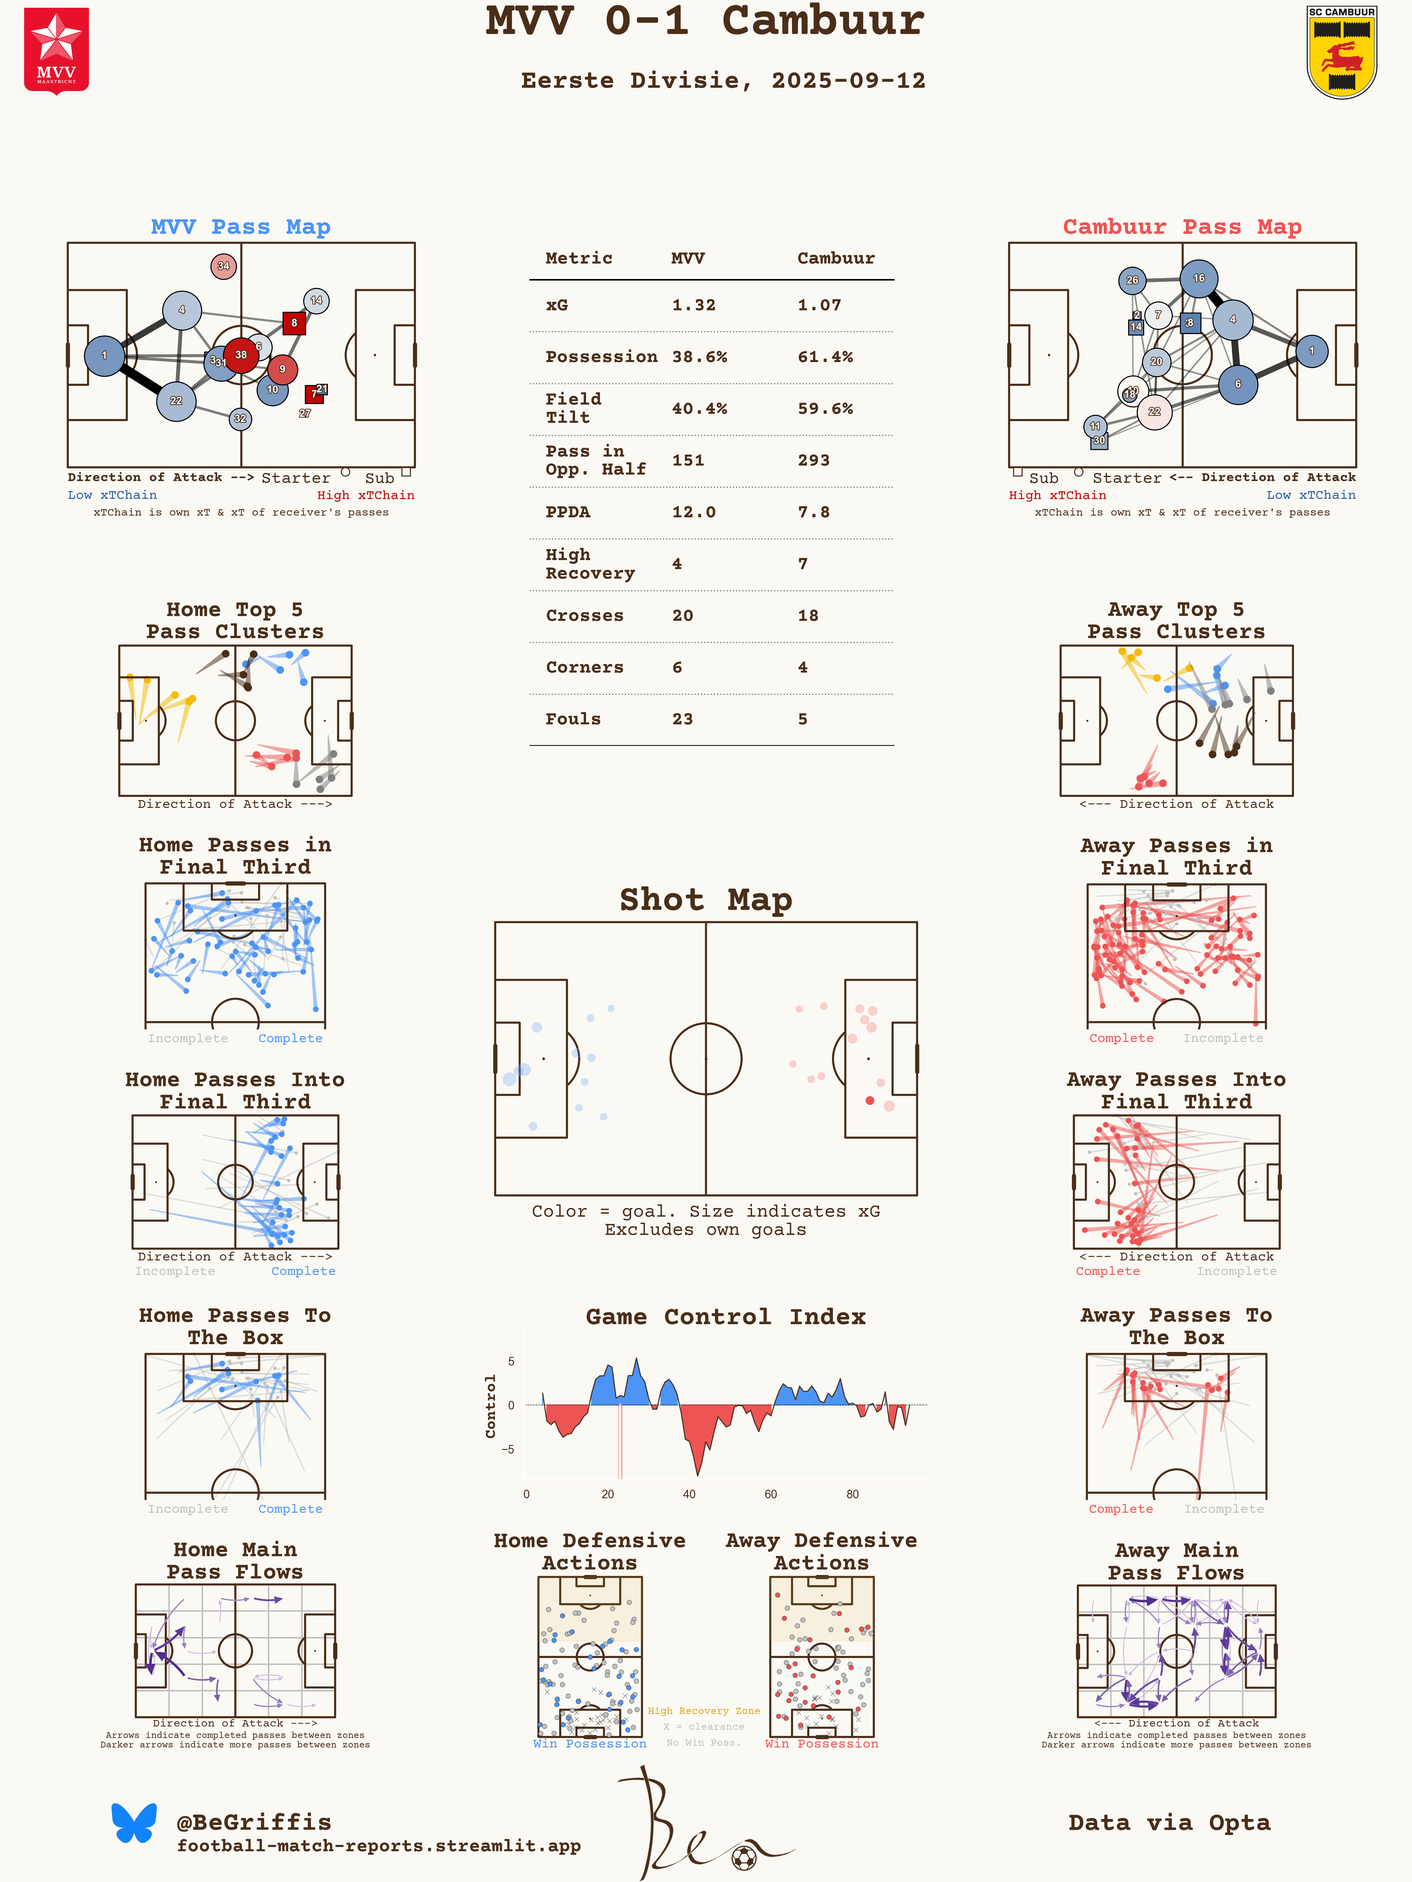 MVV 0-1 Cambuur
Eerste Divisie, 2025-09-12
MVV
MAASTRICHT
SC CAMBUUR
MVV Pass Map
34
4
14
8
1
6
38
31
9
10
7
21
22
27
32
Direction of Attack --> Starter Sub
Low xTChain High xTChain
xTChain is own xT & xT of receiver's passes
Metric MVV Cambuur
xG 1.32 1.07
Possession 38.6% 61.4%
Field
Tilt 40.4% 59.6%
Pass in
Opp. Half 151 293
PPDA 12.0 7.8
High
Recovery 4 7
Crosses 20 18
Corners 6 4
Fouls 23 5
Cambuur Pass Map
26
16
2
7
14
8
4
1
20
6
18
22
11
30
Sub Starter <-- Direction of Attack
High xTChain Low xTChain
xTChain is own xT & xT of receiver's passes
Home Top 5
Pass Clusters
Direction of Attack --->
Away Top 5
Pass Clusters
<--- Direction of Attack
Home Passes in
Final Third
Incomplete Complete
Away Passes in
Final Third
Complete Incomplete
Shot Map
Color = goal. Size indicates xG
Excludes own goals
Home Passes Into
Final Third
Direction of Attack --->
Incomplete Complete
Away Passes Into
Final Third
<--- Direction of Attack
Complete Incomplete
Home Passes To
The Box
Incomplete Complete
Game Control Index
Control
5
0
−5
0 20 40 60 80
Away Passes To
The Box
Complete Incomplete
Home Main
Pass Flows
Direction of Attack --->
Arrows indicate completed passes between zones
Darker arrows indicate more passes between zones
Home Defensive
Actions
Win Possession
High Recovery Zone
X = clearance
No Win Poss.
Away Defensive
Actions
Win Possession
Away Main
Pass Flows
<--- Direction of Attack
Arrows indicate completed passes between zones
Darker arrows indicate more passes between zones
@BeGriffis
football-match-reports.streamlit.app
Ben
Data via Opta